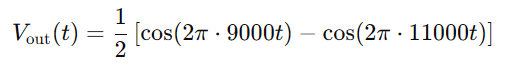 V_out(t) = 1/2 [cos(2π · 9000t) − cos(2π · 11000t)]